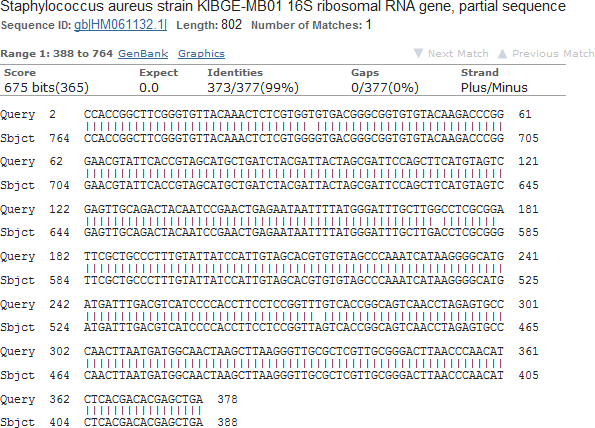 Staphylococcus aureus strain KIBGE-MB01 16S ribosomal RNA gene, partial sequence
Sequence ID: gb|HM061132.1| Length: 802 Number of Matches: 1
Range 1: 388 to 764 GenBank Graphics ▼ Next Match ▲ Previous Match
Score Expect Identities Gaps Strand
675 bits(365) 0.0 373/377(99%) 0/377(0%) Plus/Minus
Query 2 CCACCGGCTTCGGGTGTTACAAACTCTCGTGGTGTGACGGGCGGTGTGTACAAGACCCGG 61
Sbjct 764 CCACCGGCTTCGGGTGTTACAAACTCTCGTGGGGTGACGGGCGGTGTGTACAAGACCCGG 705
Query 62 GAACGTATTCACCGTAGCATGCTGATCTACGATTACTAGCGATTCCAGCTTCATGTAGTC 121
Sbjct 704 GAACGTATTCACCGTAGCATGCTGATCTACGATTACTAGCGATTCCAGCTTCATGTAGTC 645
Query 122 GAGTTGCAGACTACAATCCGAACTGAGAATAATTTTATGGGATTTGCTTGGCCTCGCGGA 181
Sbjct 644 GAGTTGCAGACTACAATCCGAACTGAGAATAATTTTATGGGATTTGCTTGACCTCGCGGG 585
Query 182 TTCGCTGCCCTTTGTATTATCCATTGTAGCACGTGTGTAGCCCAAATCATAAGGGGCATG 241
Sbjct 584 TTCGCTGCCCTTTGTATTATCCATTGTAGCACGTGTGTAGCCCAAATCATAAGGGGCATG 525
Query 242 ATGATTTGACGTCATCCCCACCTTCCTCCGGTTTGTCACCGGCAGTCAACCTAGAGTGCC 301
Sbjct 524 ATGATTTGACGTCATCCCCACCTTCCTCCGGTTAGTCACCGGCAGTCAACCTAGAGTGCC 465
Query 302 CAACTTAATGATGGCAACTAAGCTTAAGGGTTGCGCTCGTTGCGGGACTTAACCCAACAT 361
Sbjct 464 CAACTTAATGATGGCAACTAAGCTTAAGGGTTGCGCTCGTTGCGGGACTTAACCCAACAT 405
Query 362 CTCACGACACGAGCTGA 378
Sbjct 404 CTCACGACACGAGCTGA 388